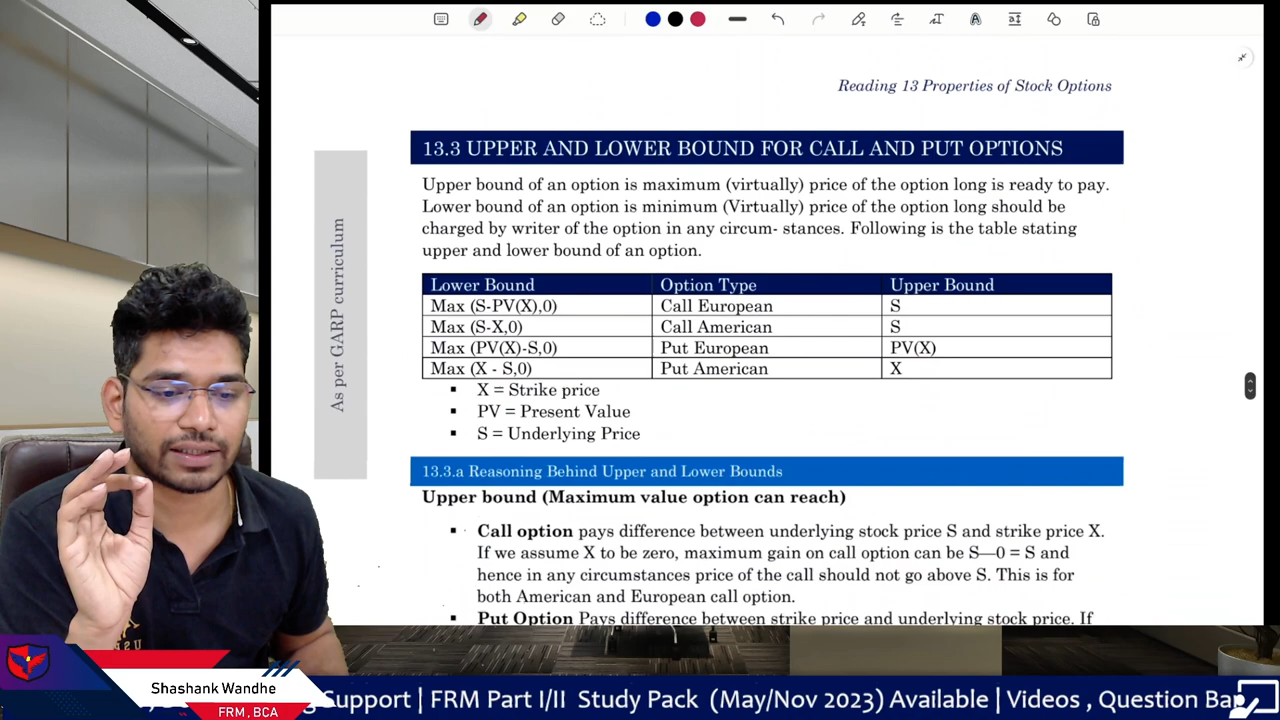 Reading 13 Properties of Stock Options
13.3 UPPER AND LOWER BOUND FOR CALL AND PUT OPTIONS
Upper bound of an option is maximum (virtually) price of the option long is ready to pay.
Lower bound of an option is minimum (Virtually) price of the option long should be
charged by writer of the option in any circum- stances. Following is the table stating
upper and lower bound of an option.
As per GARP curriculum
Lower Bound Option Type Upper Bound
Max (S-PV(X),0) Call European S
Max (S-X,0) Call American S
Max (PV(X)-S,0) Put European PV(X)
Max (X - S,0) Put American X
▪ X = Strike price
▪ PV = Present Value
▪ S = Underlying Price
13.3.a Reasoning Behind Upper and Lower Bounds
Upper bound (Maximum value option can reach)
▪ Call option pays difference between underlying stock price S and strike price X.
If we assume X to be zero, maximum gain on call option can be S—0 = S and
hence in any circumstances price of the call should not go above S. This is for
both American and European call option.
▪ Put Option Pays difference between strike price and underlying stock price. If
Shashank Wandhe
FRM, BCA
Support | FRM Part I/II Study Pack (May/Nov 2023) Available | Videos , Question